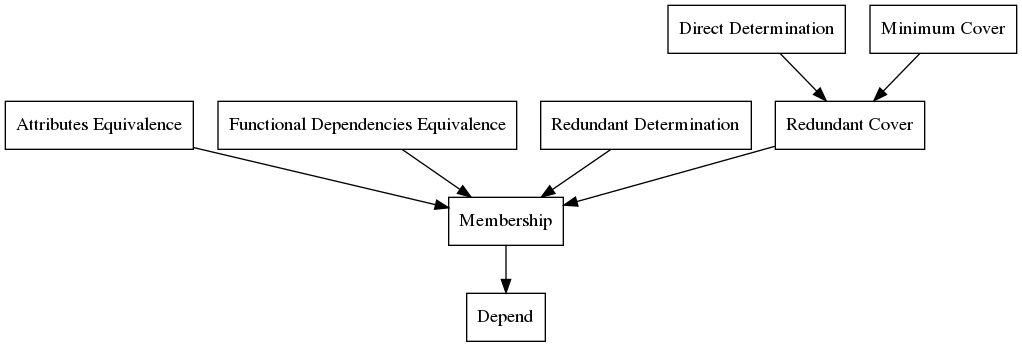 Direct Determination
Minimum Cover
Attributes Equivalence
Functional Dependencies Equivalence
Redundant Determination
Redundant Cover
Membership
Depend